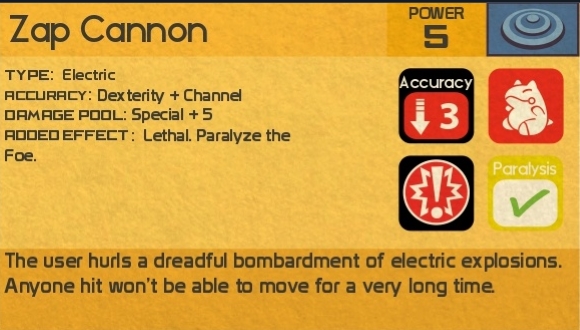 Zap Cannon
POWER
5
TYPE: Electric
ACCURACY: Dexterity + Channel
DAMAGE POOL: Special + 5
ADDED EFFECT: Lethal. Paralyze the
Foe.
Accuracy
3
Paralysis
The user hurls a dreadful bombardment of electric explosions.
Anyone hit won't be able to move for a very long time.